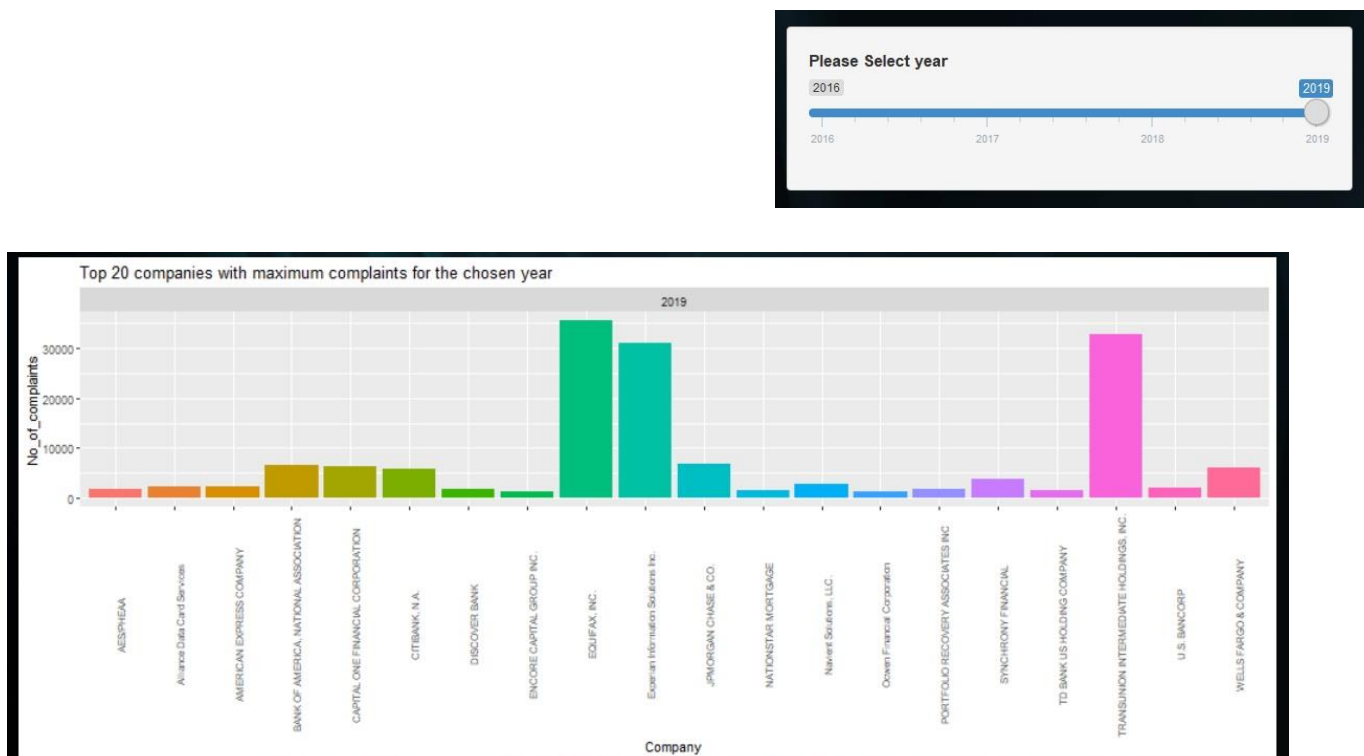 Please Select year
2016
2019
2016 2017 2018 2019
Top 20 companies with maximum complaints for the chosen year
2019
No_of_complaints
30000
20000
10000
0
AES/PHEAA
Alliance Data Card Services
AMERICAN EXPRESS COMPANY
BANK OF AMERICA, NATIONAL ASSOCIATION
CAPITAL ONE FINANCIAL CORPORATION
CITIBANK, N.A.
DISCOVER BANK
ENCORE CAPITAL GROUP INC.
EQUIFAX, INC.
Experian Information Solutions Inc.
JPMORGAN CHASE & CO.
NATIONSTAR MORTGAGE
Navient Solutions, LLC.
Ocwen Financial Corporation
PORTFOLIO RECOVERY ASSOCIATES INC
SYNCHRONY FINANCIAL
TD BANK US HOLDING COMPANY
TRANSUNION INTERMEDIATE HOLDINGS, INC.
U.S. BANCORP
WELLS FARGO & COMPANY
Company